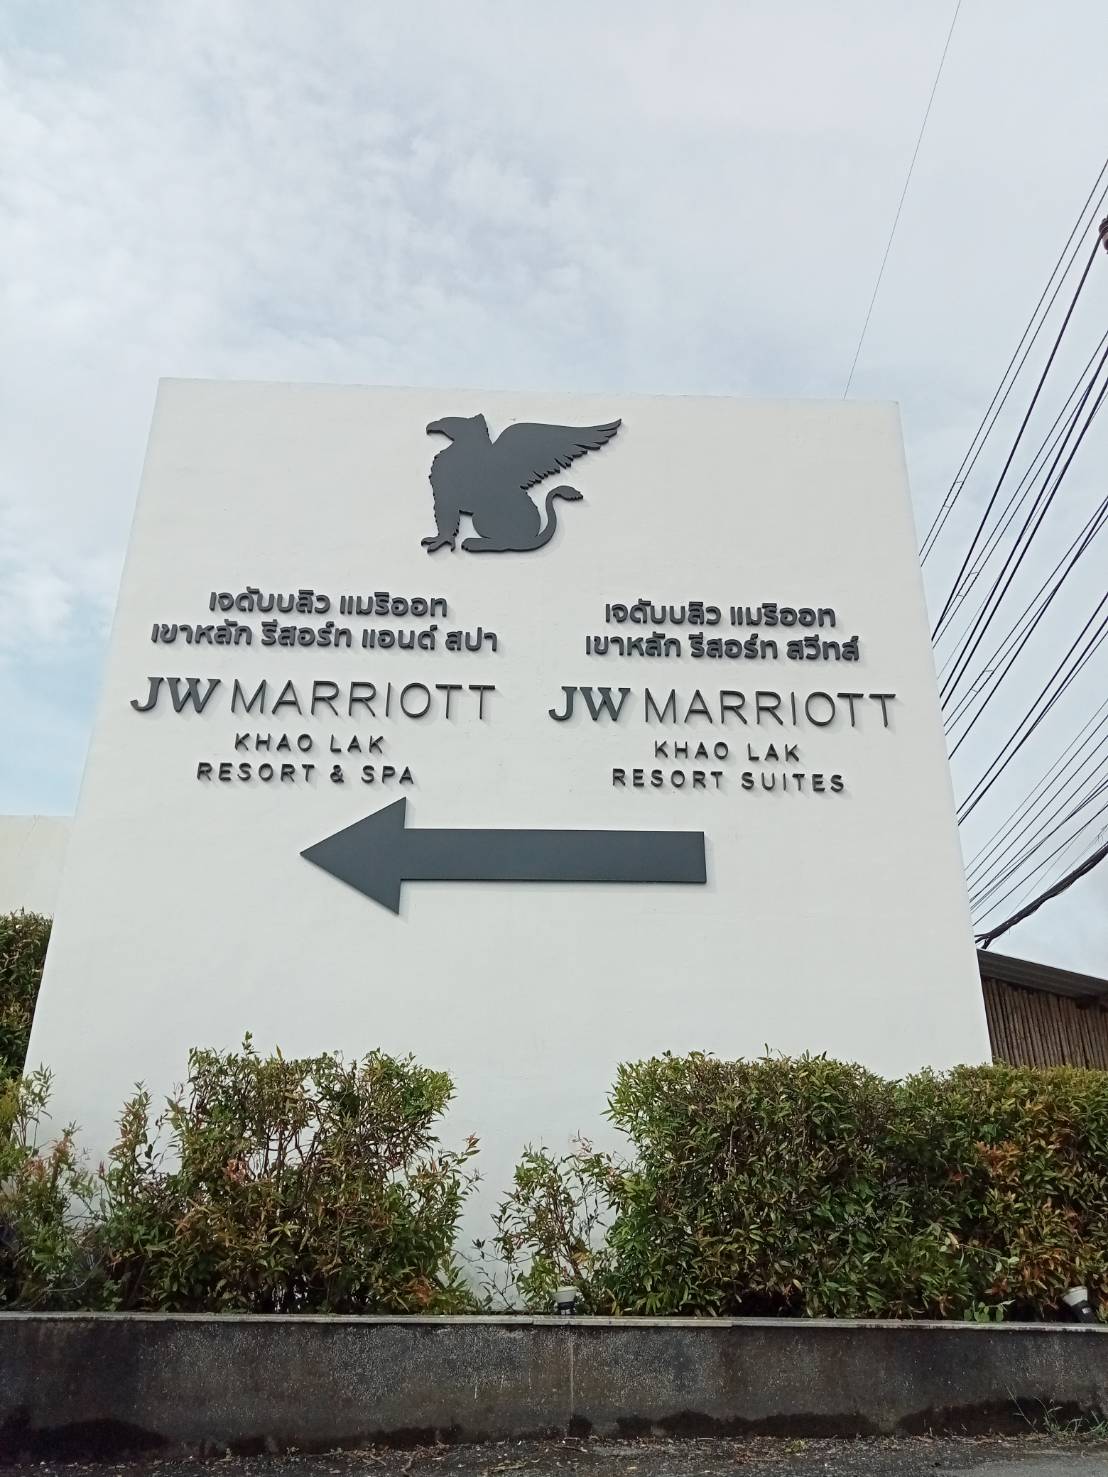 เจดับบลิว แมริออท
เขาหลัก รีสอร์ท แอนด์ สปา
JW MARRIOTT
KHAO LAK
RESORT & SPA
เจดับบลิว แมริออท
เขาหลัก รีสอร์ท สวีทส์
JW MARRIOTT
KHAO LAK
RESORT SUITES